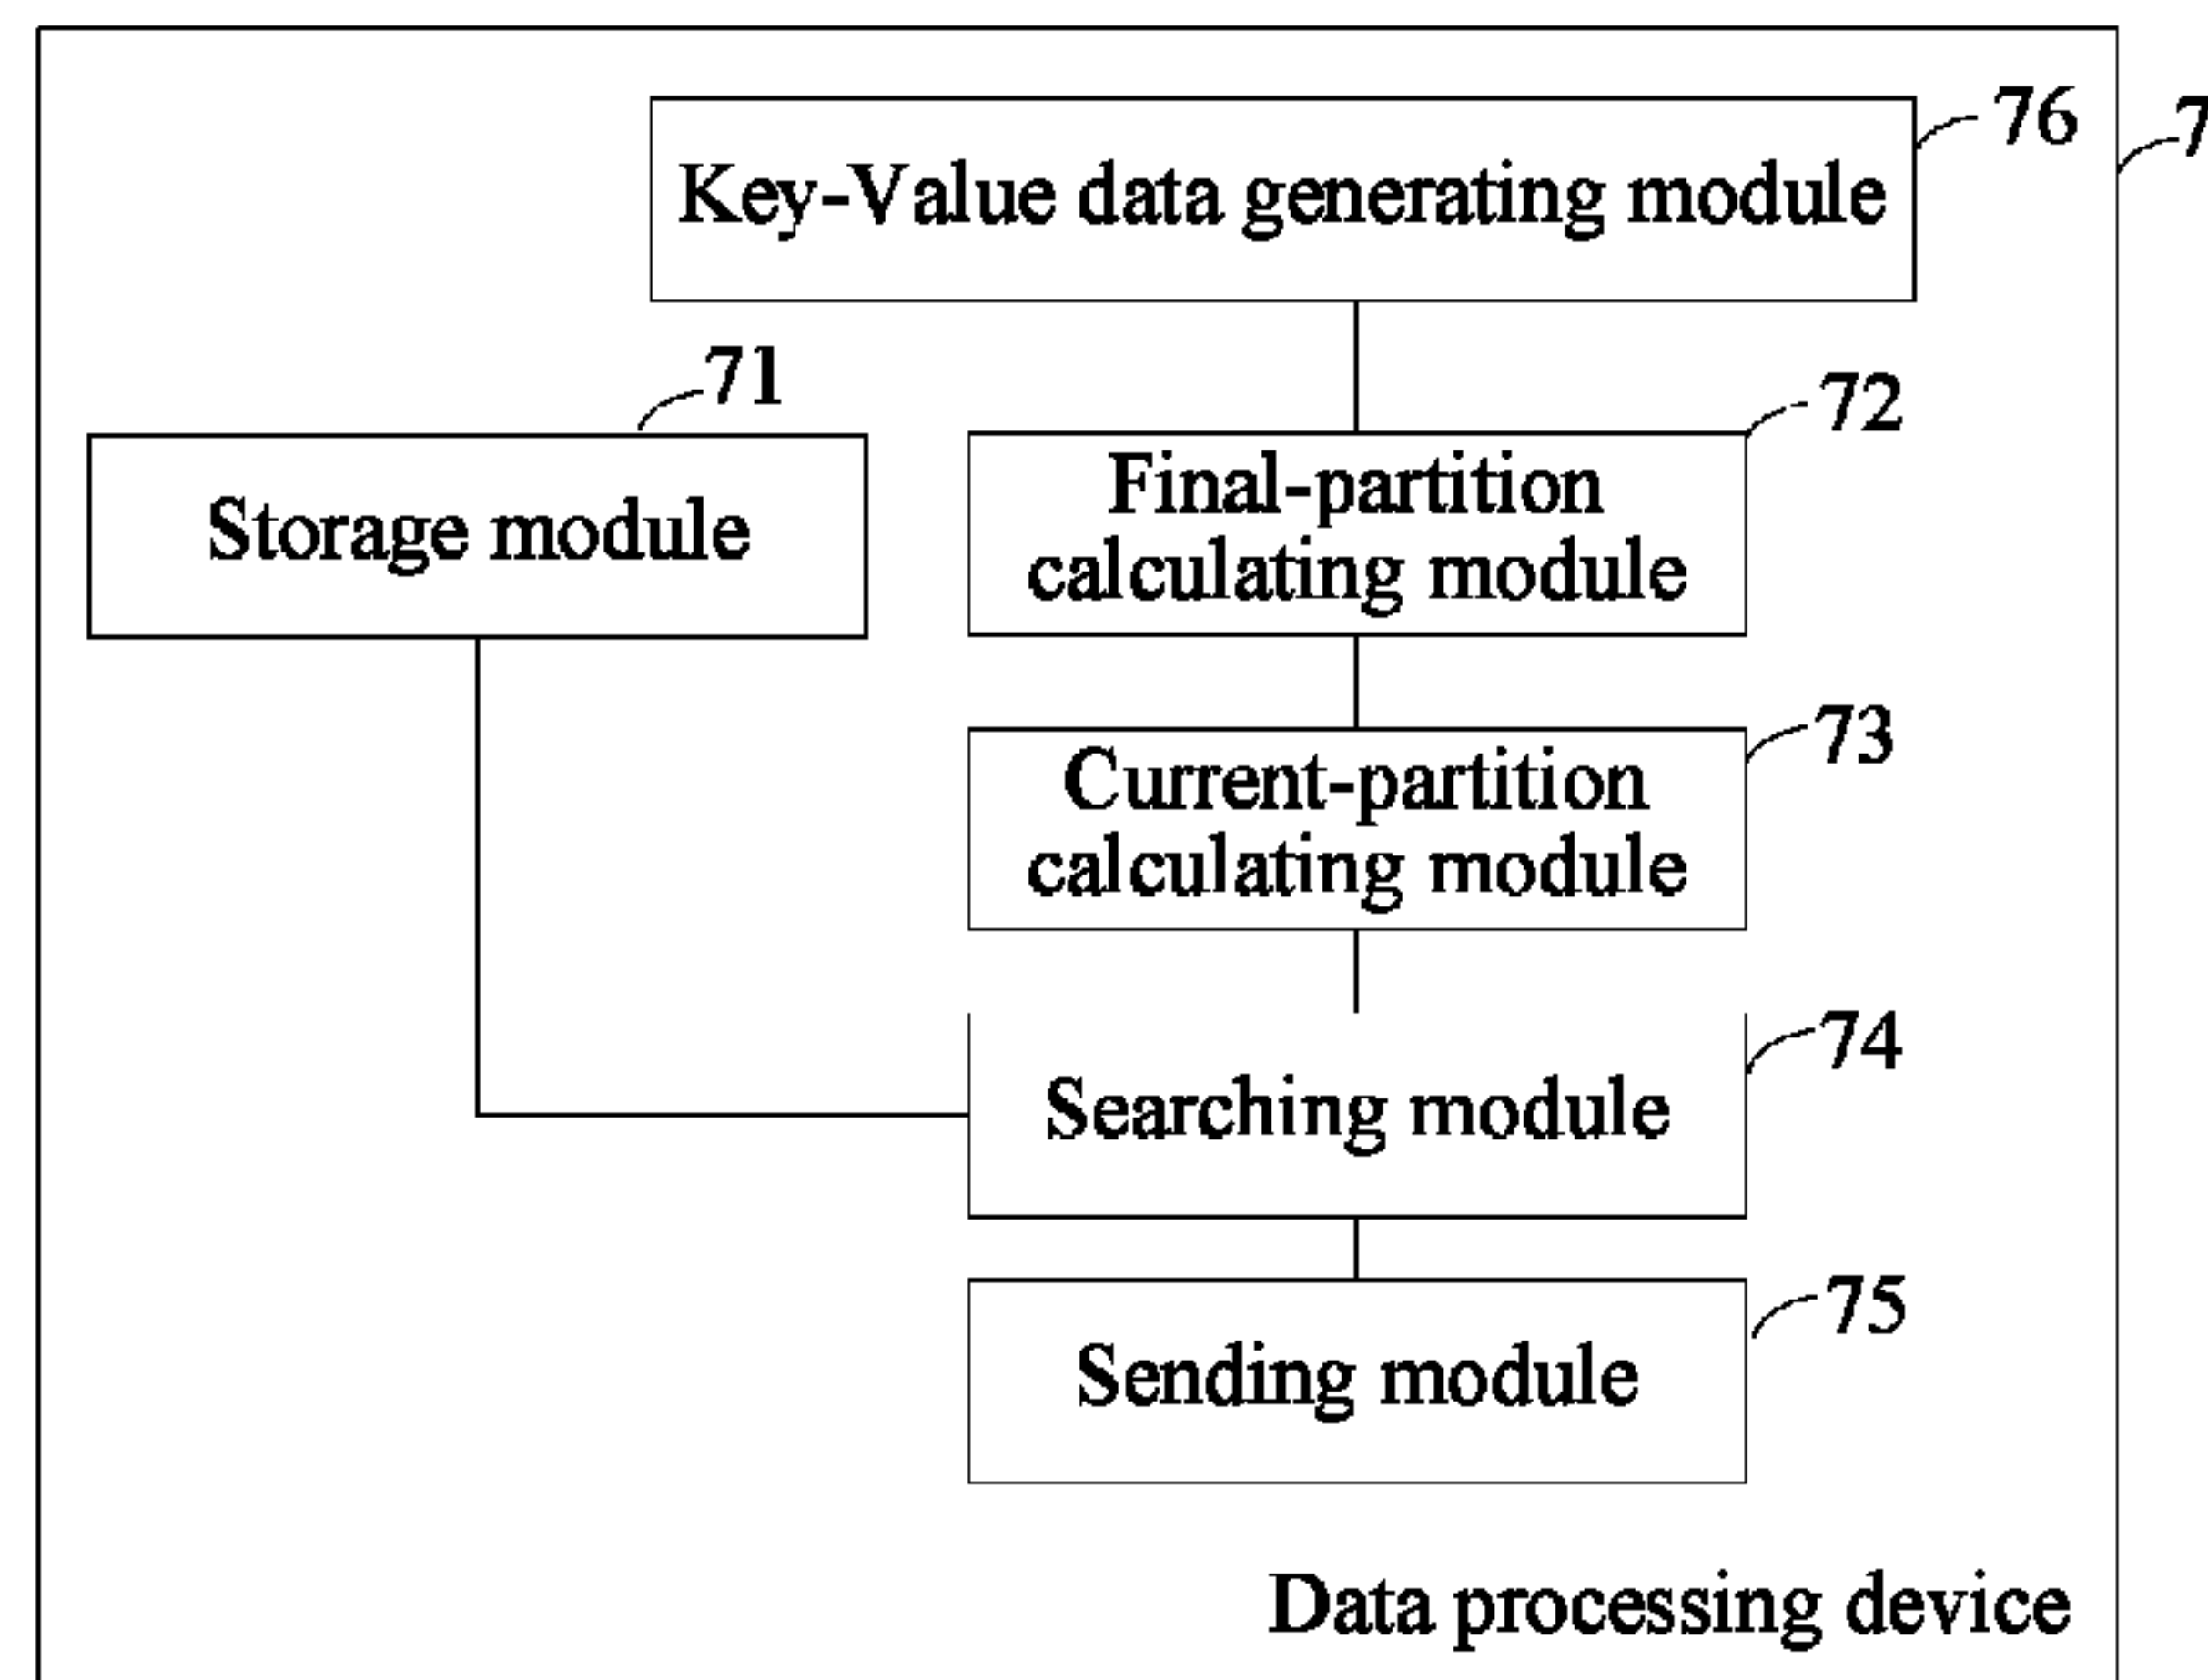 76
7
Key-Value data generating module
71
72
Storage module
Final-partition
calculating module
73
Current-partition
calculating module
74
Searching module
75
Sending module
Data processing device